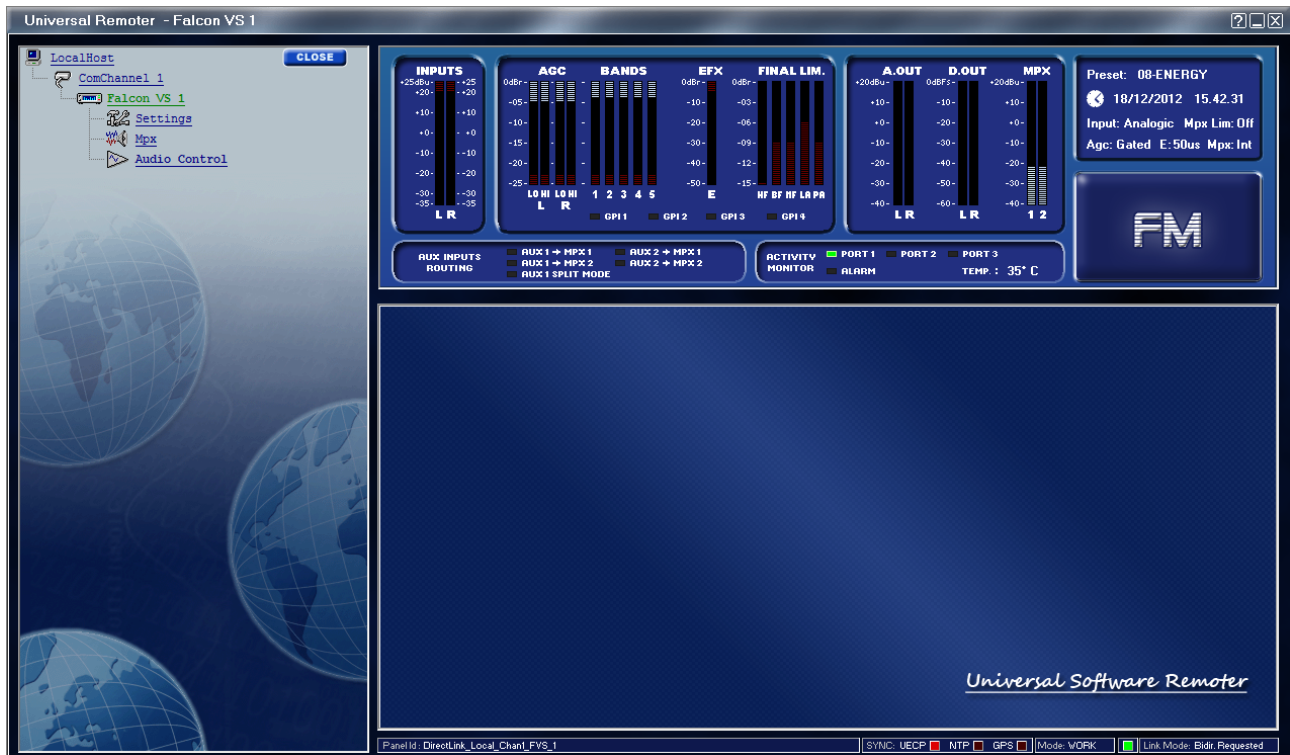 Universal Remoter - Falcon VS 1
LocalHost
CLOSE
ComChannel 1
Falcon VS 1
Settings
Mpx
Audio Control
INPUTS
+25dBu +25
+20 +20
+10 +10
+0 +0
-10 -10
-20 -20
-30 -30
-35 -35
L R
AGC BANDS EFX FINAL LIM.
0dBr 0dBr 0dBr
-05 -10 -03
-10 -20 -06
-15 -30 -09
-20 -40 -12
-25 -50 -15
LO HI LO HI 1 2 3 4 5 E HF BF MF LA PA
L R
GPI 1 GPI 2 GPI 3 GPI 4
A.OUT D.OUT MPX
+20dBu 0dBFs +20dBu
+10 -10 +10
+0 -20 +0
-10 -30 -10
-20 -40 -20
-30 -50 -30
-40 -60 -40
L R L R 1 2
Preset: 08-ENERGY
18/12/2012 15.42.31
Input: Analogic Mpx Lim: Off
Agc: Gated E: 50us Mpx: Int
FM
AUX INPUTS ROUTING
AUX 1 → MPX 1 AUX 2 → MPX 1
AUX 1 → MPX 2 AUX 2 → MPX 2
AUX 1 SPLIT MODE
ACTIVITY MONITOR
PORT 1 PORT 2 PORT 3
ALARM TEMP. : 35° C
Universal Software Remoter
Panel Id : DirectLink_Local_Chan1_FVS_1
SYNC: UECP NTP GPS Mode: WORK Link Mode: Bidir. Requested